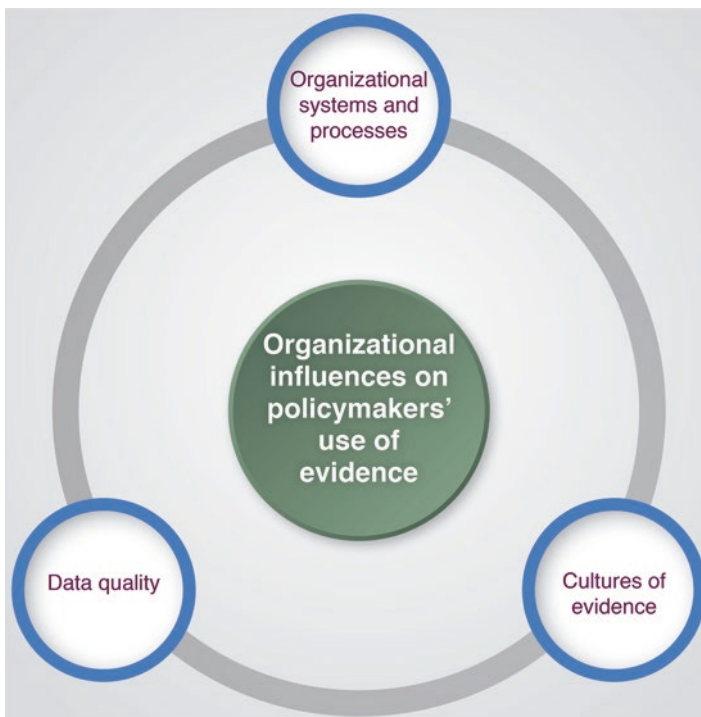 Organizational
systems and
processes
Organizational
influences on
policymakers’
use of
evidence
Data quality
Cultures of
evidence